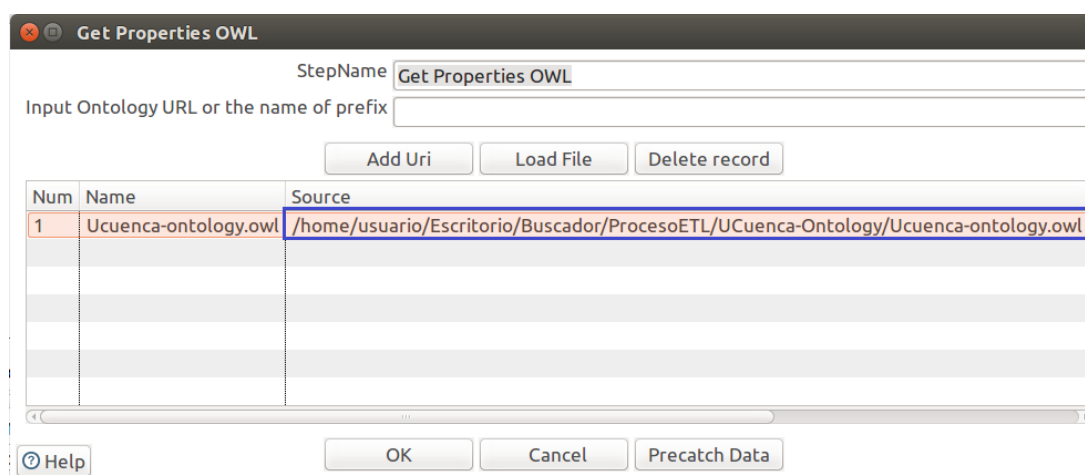 Get Properties OWL
StepName Get Properties OWL
Input Ontology URL or the name of prefix
Add Uri Load File Delete record
Num Name Source
1 Ucuenca-ontology.owl /home/usuario/Escritorio/Buscador/ProcesoETL/UCuenca-Ontology/Ucuenca-ontology.owl
Help OK Cancel Precatch Data